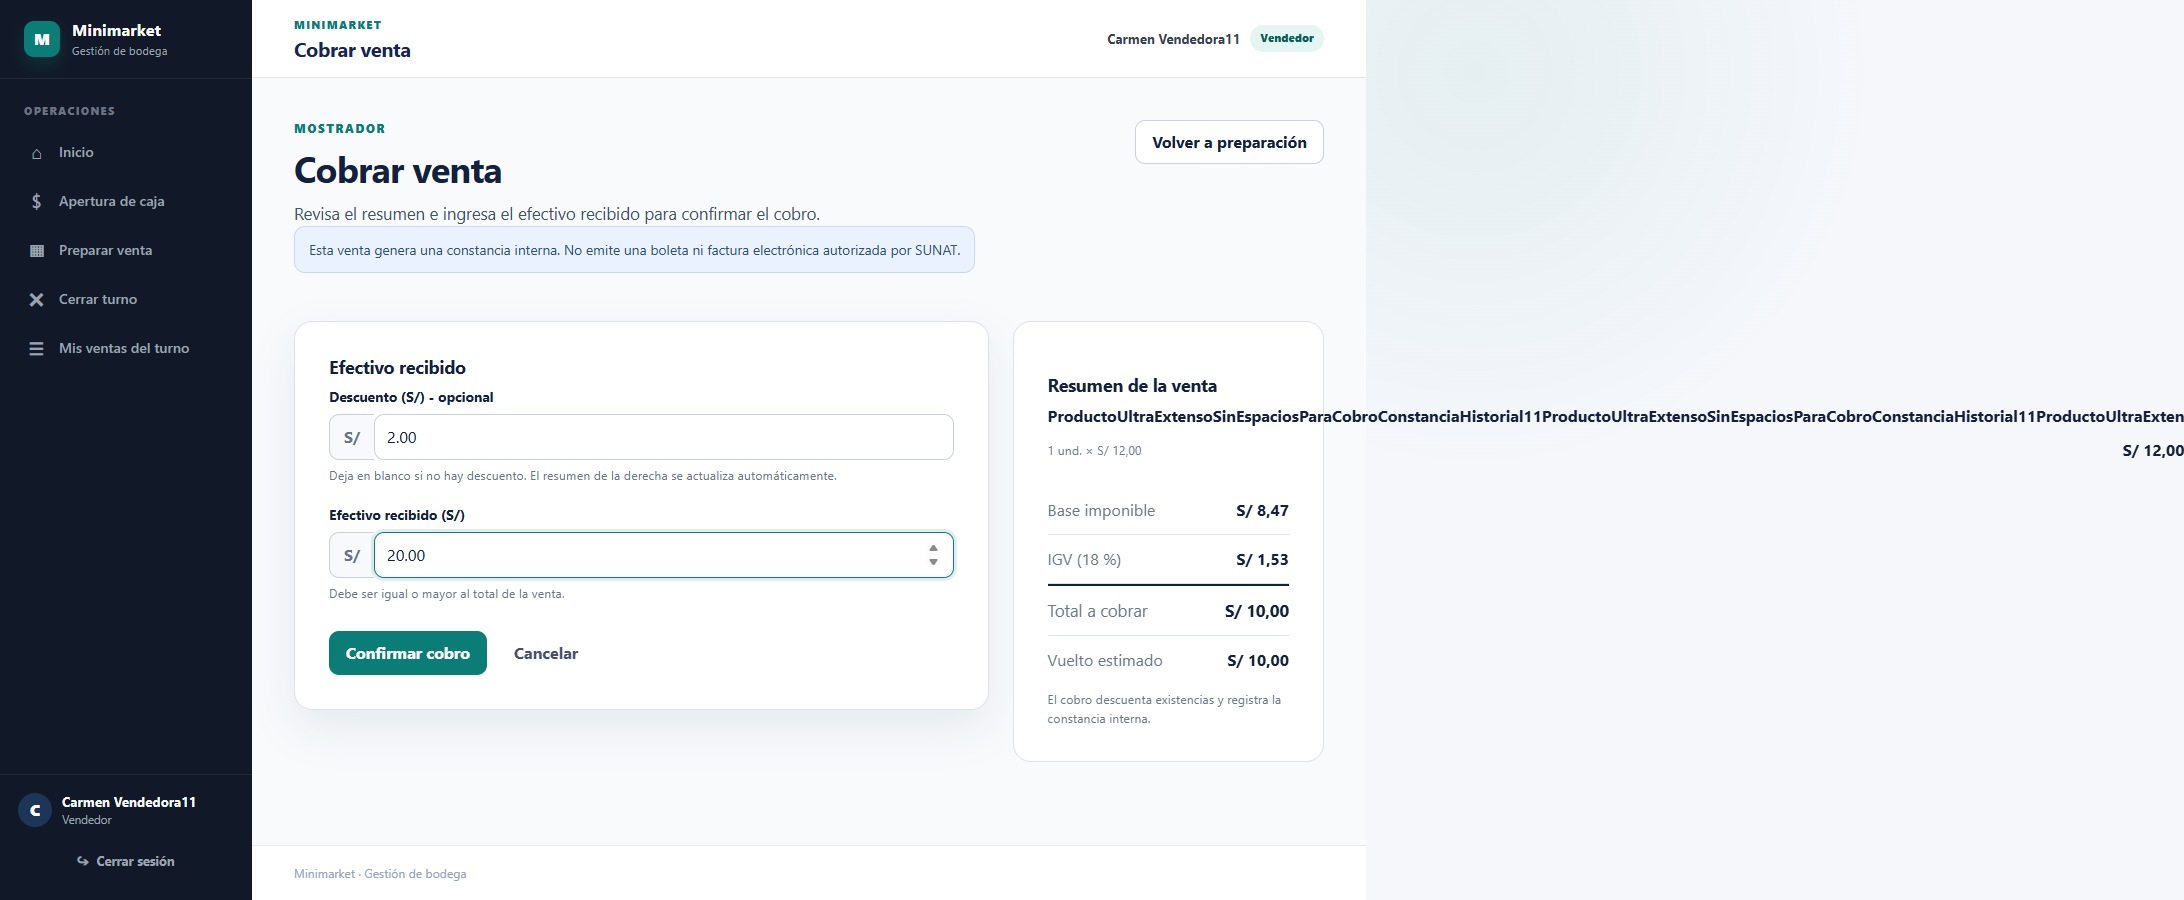 M
Minimarket
Gestión de bodega
OPERACIONES
Inicio
$ Apertura de caja
Preparar venta
Cerrar turno
Mis ventas del turno
C
Carmen Vendedora11
Vendedor
Cerrar sesión
MINIMARKET
Cobrar venta
Carmen Vendedora11
Vendedor
MOSTRADOR
Cobrar venta
Volver a preparación
Revisa el resumen e ingresa el efectivo recibido para confirmar el cobro.
Esta venta genera una constancia interna. No emite una boleta ni factura electrónica autorizada por SUNAT.
Efectivo recibido
Descuento (S/) - opcional
S/ 2.00
Deja en blanco si no hay descuento. El resumen de la derecha se actualiza automáticamente.
Efectivo recibido (S/)
S/ 20.00
Debe ser igual o mayor al total de la venta.
Confirmar cobro
Cancelar
Resumen de la venta
ProductoUltraExtensoSinEspaciosParaCobroConstanciaHistorial11ProductoUltraExtensoSinEspaciosParaCobroConstanciaHistorial11ProductoUltraExten
1 und. × S/ 12,00
S/ 12,00
Base imponible S/ 8,47
IGV (18 %) S/ 1,53
Total a cobrar S/ 10,00
Vuelto estimado S/ 10,00
El cobro descuenta existencias y registra la
constancia interna.
Minimarket · Gestión de bodega